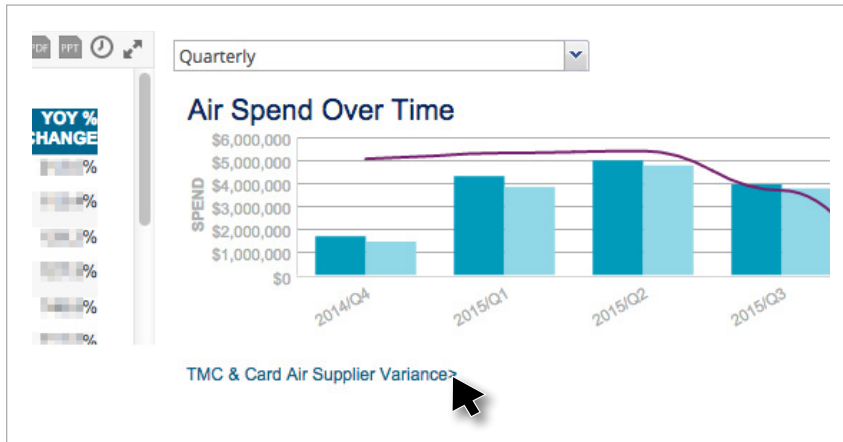 PDF PPT
Quarterly
YOY %
CHANGE
%
%
%
%
%
%
Air Spend Over Time
$6,000,000
$5,000,000
$4,000,000
$3,000,000
$2,000,000
$1,000,000
$0
SPEND
2014/Q4 2015/Q1 2015/Q2 2015/Q3
TMC & Card Air Supplier Variance>